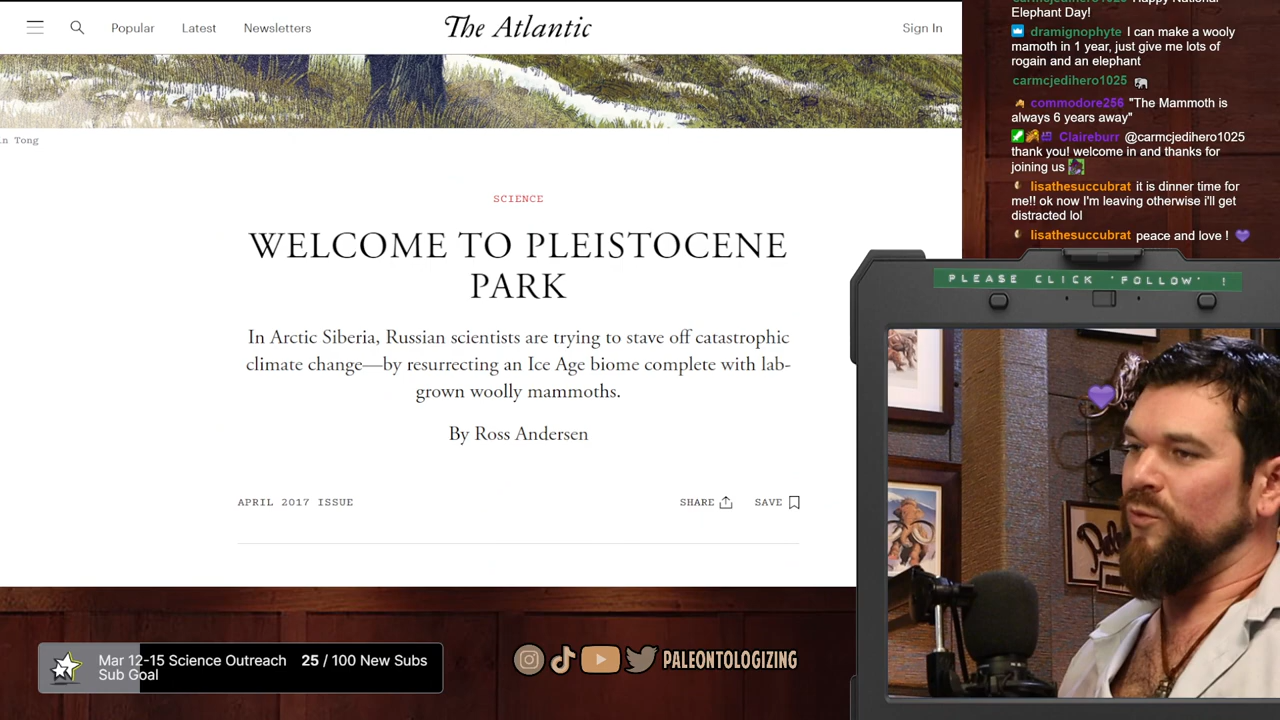 Popular
Latest
Newsletters
The Atlantic
Sign In
in Tong
SCIENCE
WELCOME TO PLEISTOCENE
PARK
In Arctic Siberia, Russian scientists are trying to stave off catastrophic
climate change—by resurrecting an Ice Age biome complete with lab-
grown woolly mammoths.
By Ross Andersen
APRIL 2017 ISSUE
SHARE
SAVE
Elephant Day!
dramignophyte I can make a wooly
mamoth in 1 year, just give me lots of
rogain and an elephant
carmcjedihero1025
commodore256 "The Mammoth is
always 6 years away"
Claireburr @carmcjedihero1025
thank you! welcome in and thanks for
joining us
lisathesuccubrat it is dinner time for
me!! ok now I'm leaving otherwise i'll get
distracted lol
lisathesuccubrat peace and love ! 💜
PLEASE CLICK 'FOLLOW' !
Mar 12-15 Science Outreach 25 / 100 New Subs
Sub Goal
PALEONTOLOGIZING